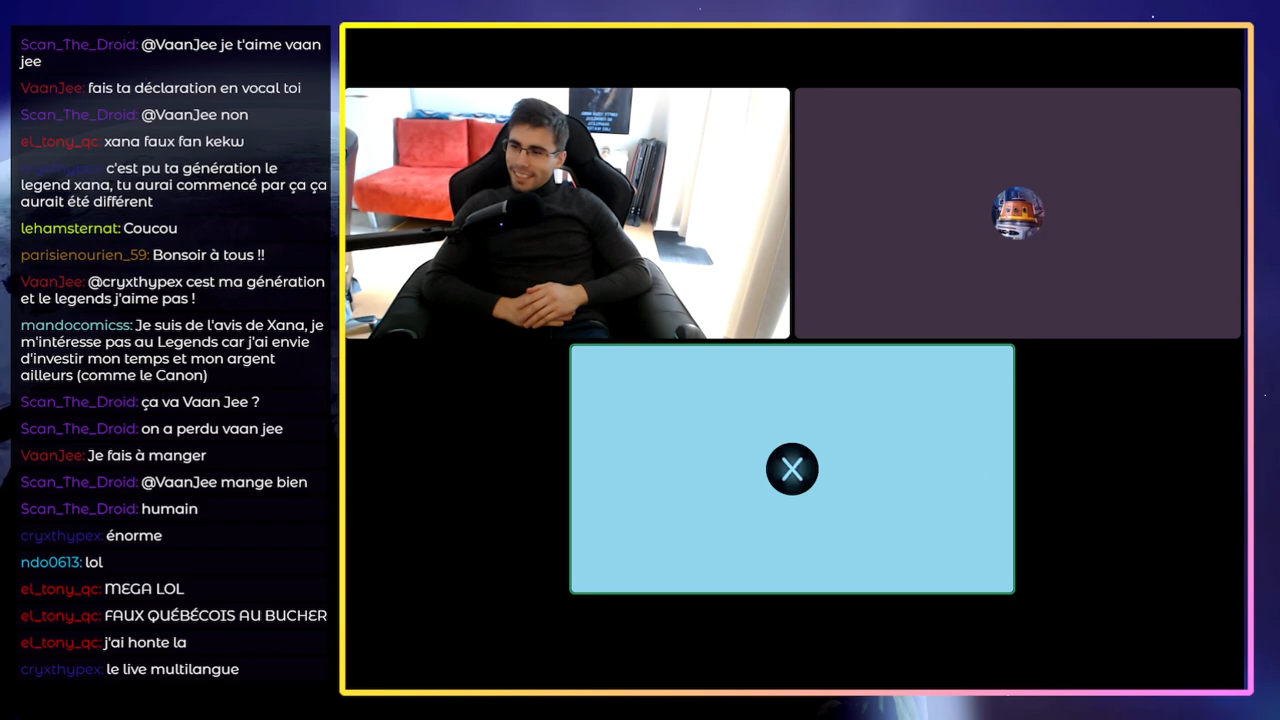 Scan_The_Droid: @VaanJee je t'aime vaan
jee
VaanJee: fais ta déclaration en vocal toi
Scan_The_Droid: @VaanJee non
el_tony_qc: xana faux fan kekw
cryxthypex: c'est pu ta génération le
legend xana, tu aurai commencé par ça ça
aurait été différent
lehamsternat: Coucou
parisienourien_59: Bonsoir à tous !!
VaanJee: @cryxthypex cest ma génération
et le legends j'aime pas !
mandocomicss: Je suis de l'avis de Xana, je
m'intéresse pas au Legends car j'ai envie
d'investir mon temps et mon argent
ailleurs (comme le Canon)
Scan_The_Droid: ça va Vaan Jee ?
Scan_The_Droid: on a perdu vaan jee
VaanJee: Je fais à manger
Scan_The_Droid: @VaanJee mange bien
Scan_The_Droid: humain
cryxthypex: énorme
ndo0613: lol
el_tony_qc: MEGA LOL
el_tony_qc: FAUX QUÉBÉCOIS AU BUCHER
el_tony_qc: j'ai honte la
cryxthypex: le live multilangue